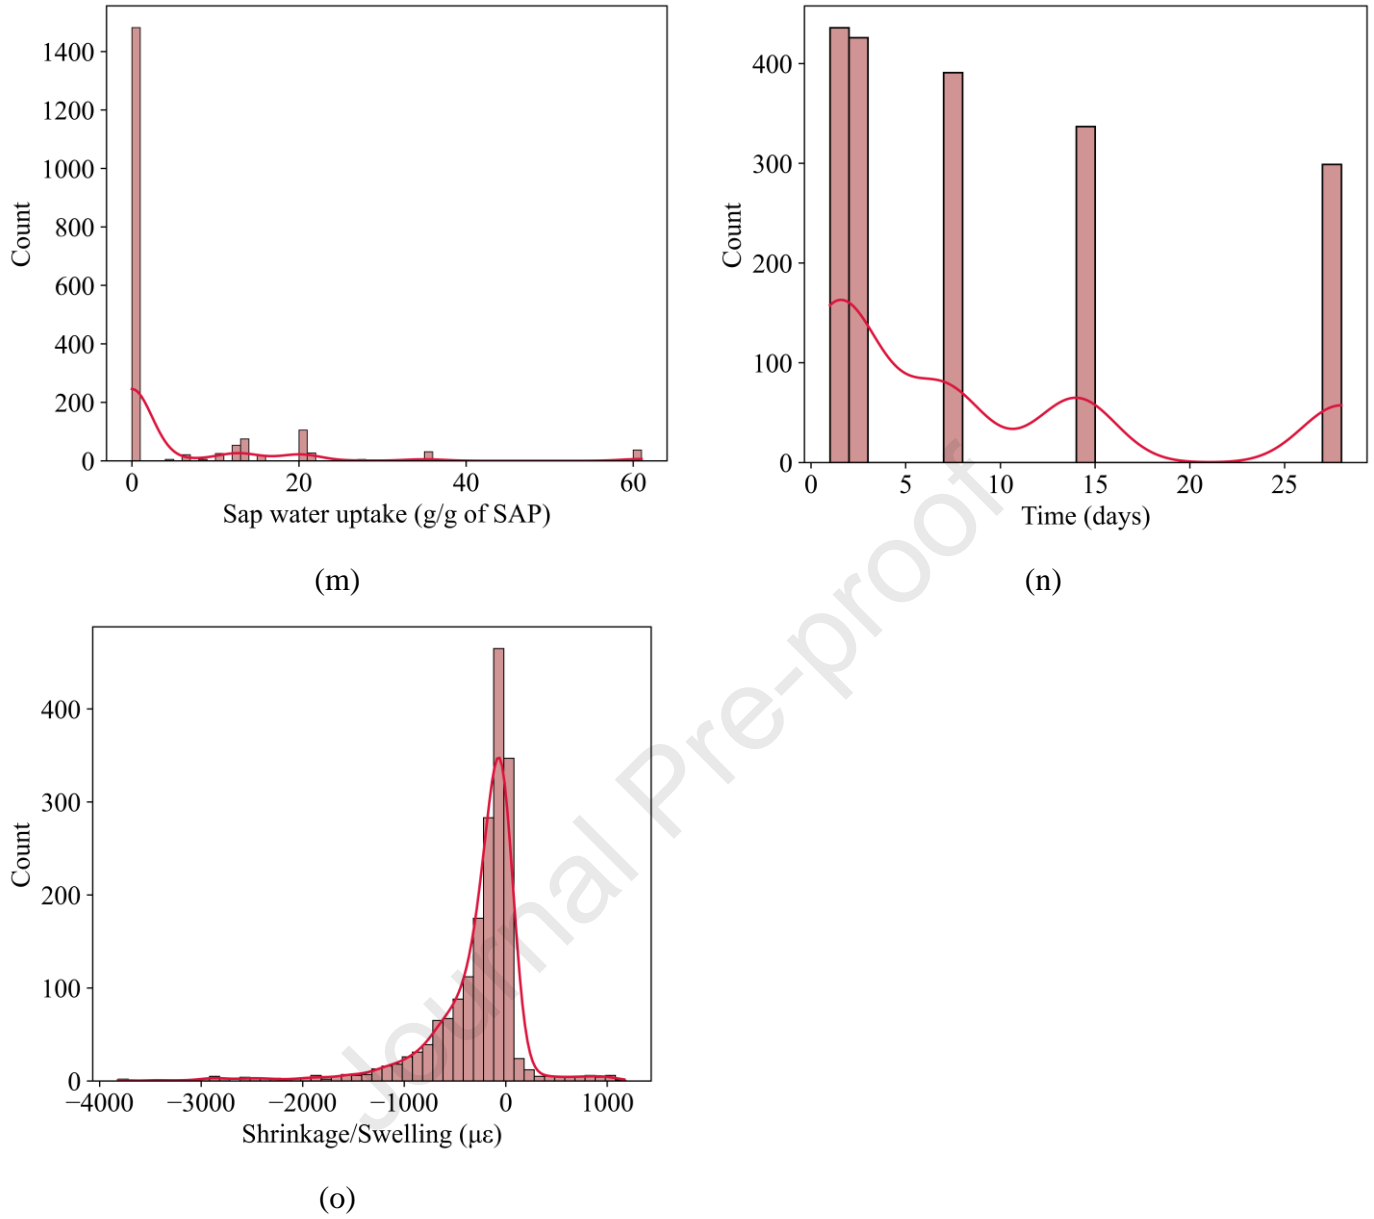 1400
1200
1000
800
600
400
200
0
Count
0 20 40 60
Sap water uptake (g/g of SAP)
(m)
400
300
200
100
0
Count
0 5 10 15 20 25
Time (days)
(n)
400
300
200
100
0
Count
−4000 −3000 −2000 −1000 0 1000
Shrinkage/Swelling (με)
(o)
Journal Pre-proof